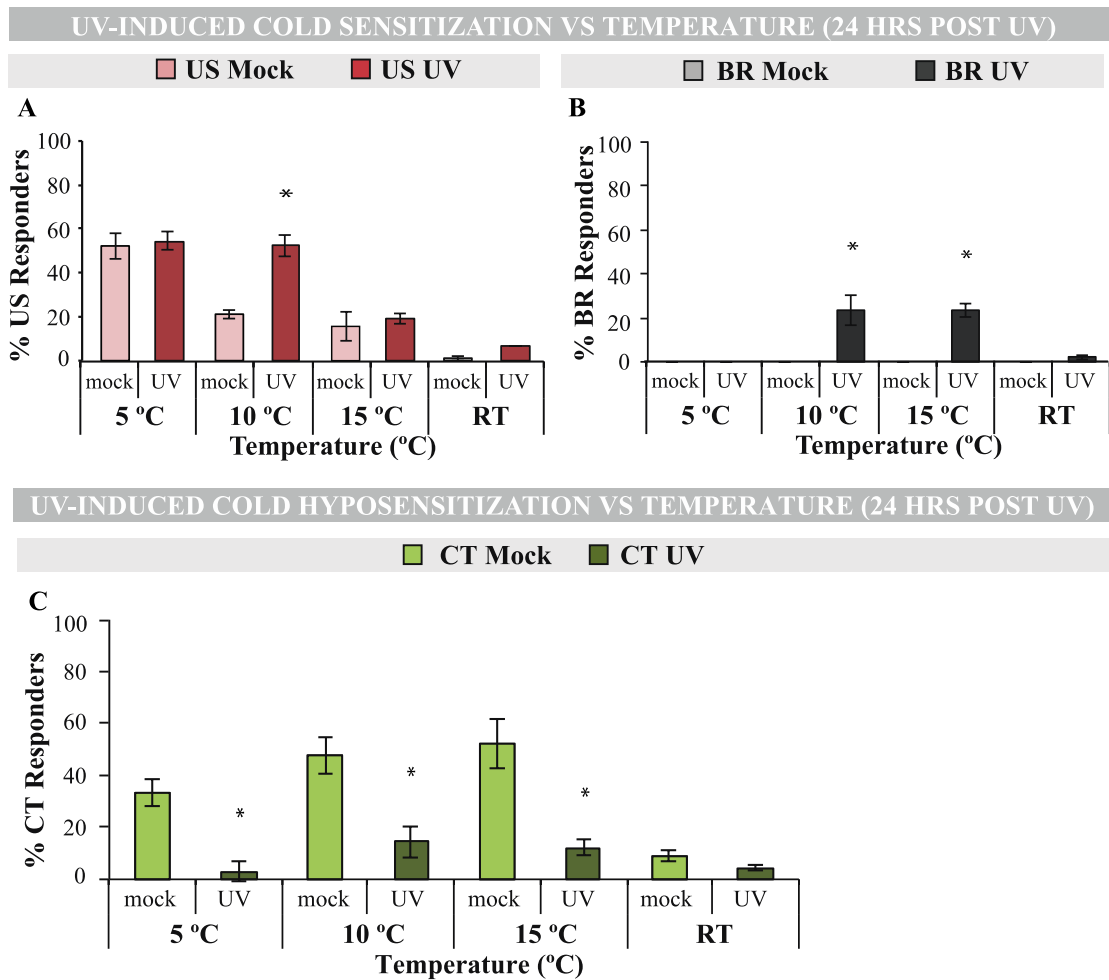 UV-INDUCED COLD SENSITIZATION VS TEMPERATURE (24 HRS POST UV)
US Mock US UV
BR Mock BR UV
A
% US Responders
100
80
60
40
20
0
mock UV mock UV mock UV mock UV
5 ºC 10 ºC 15 ºC RT
Temperature (ºC)
*
B
% BR Responders
100
80
60
40
20
0
mock UV mock UV mock UV mock UV
5 ºC 10 ºC 15 ºC RT
Temperature (ºC)
* *
UV-INDUCED COLD HYPOSENSITIZATION VS TEMPERATURE (24 HRS POST UV)
CT Mock CT UV
C
% CT Responders
100
80
60
40
20
0
* * *
mock UV mock UV mock UV mock UV
5 ºC 10 ºC 15 ºC RT
Temperature (ºC)